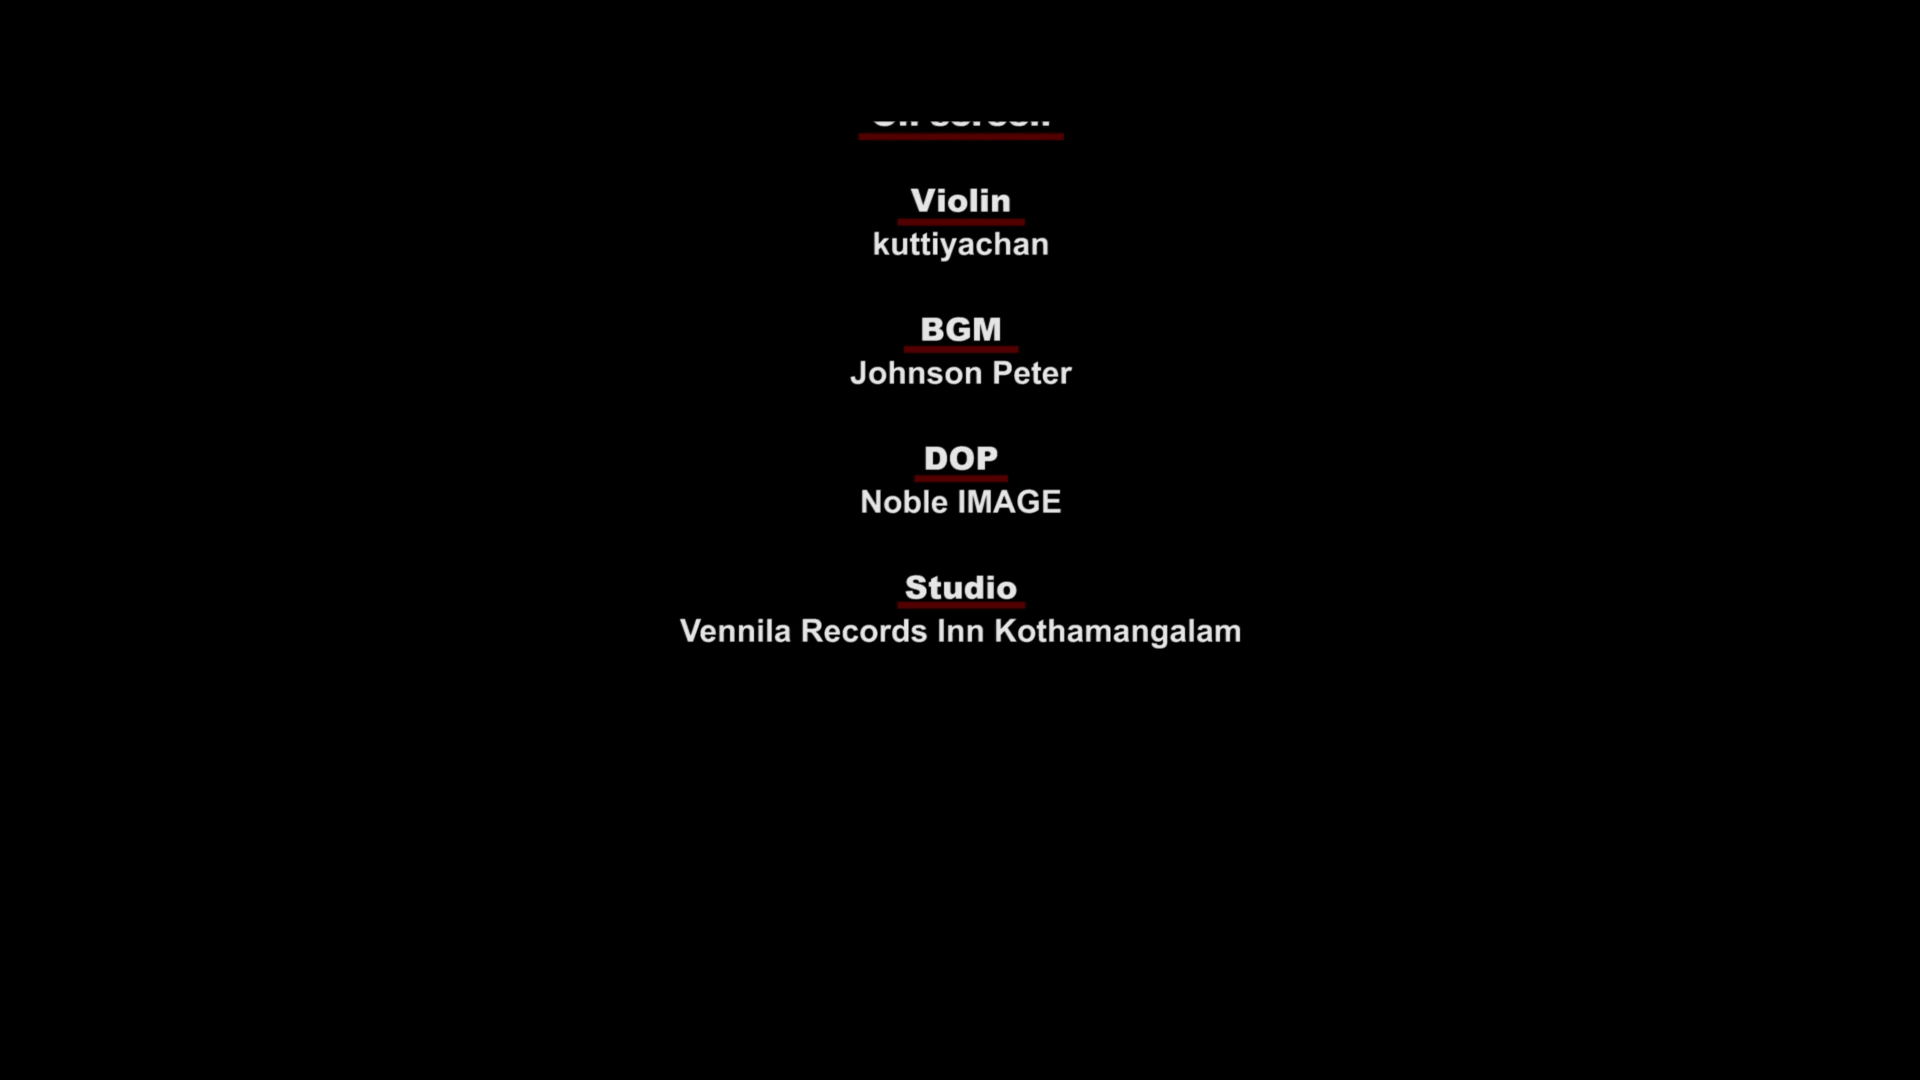 Violin
kuttiyachan
BGM
Johnson Peter
DOP
Noble IMAGE
Studio
Vennila Records Inn Kothamangalam